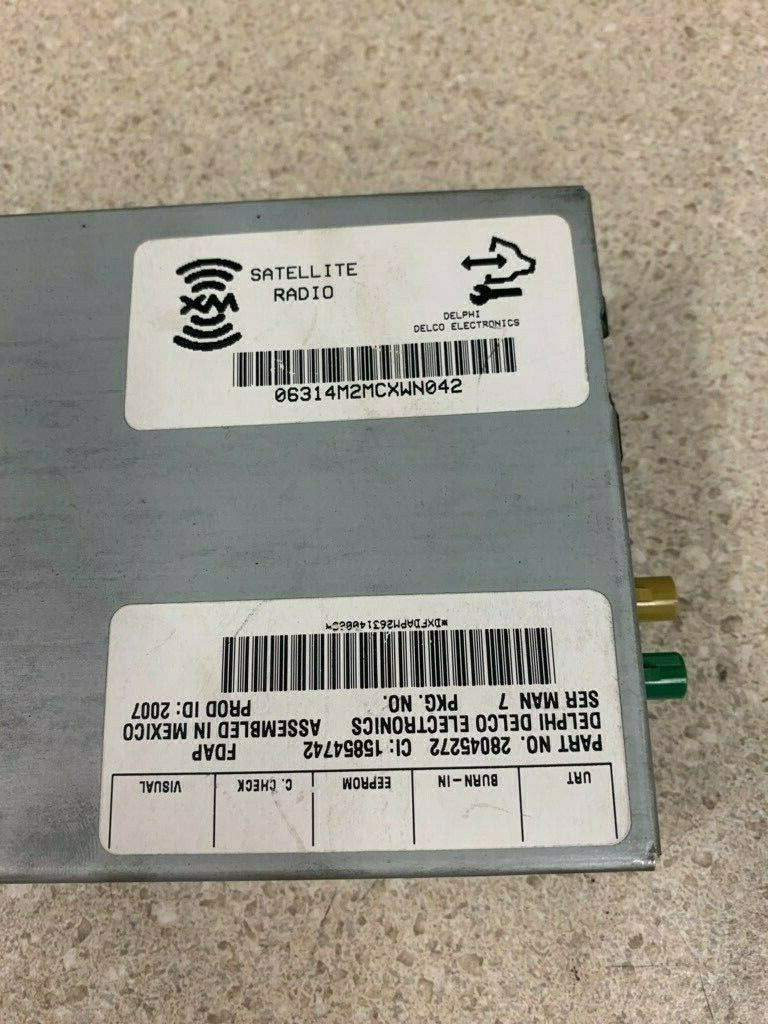 SATELLITE
RADIO
XM
DELPHI
DELCO ELECTRONICS
06314M2MCXWN042
URT BURN-IN EEPROM C. CHECK VISUAL
PART NO. 28045272 CI: 15854742 FDAP
DELPHI DELCO ELECTRONICS ASSEMBLED IN MEXICO
SER MAN 7 PKG. NO. PROD ID: 2007